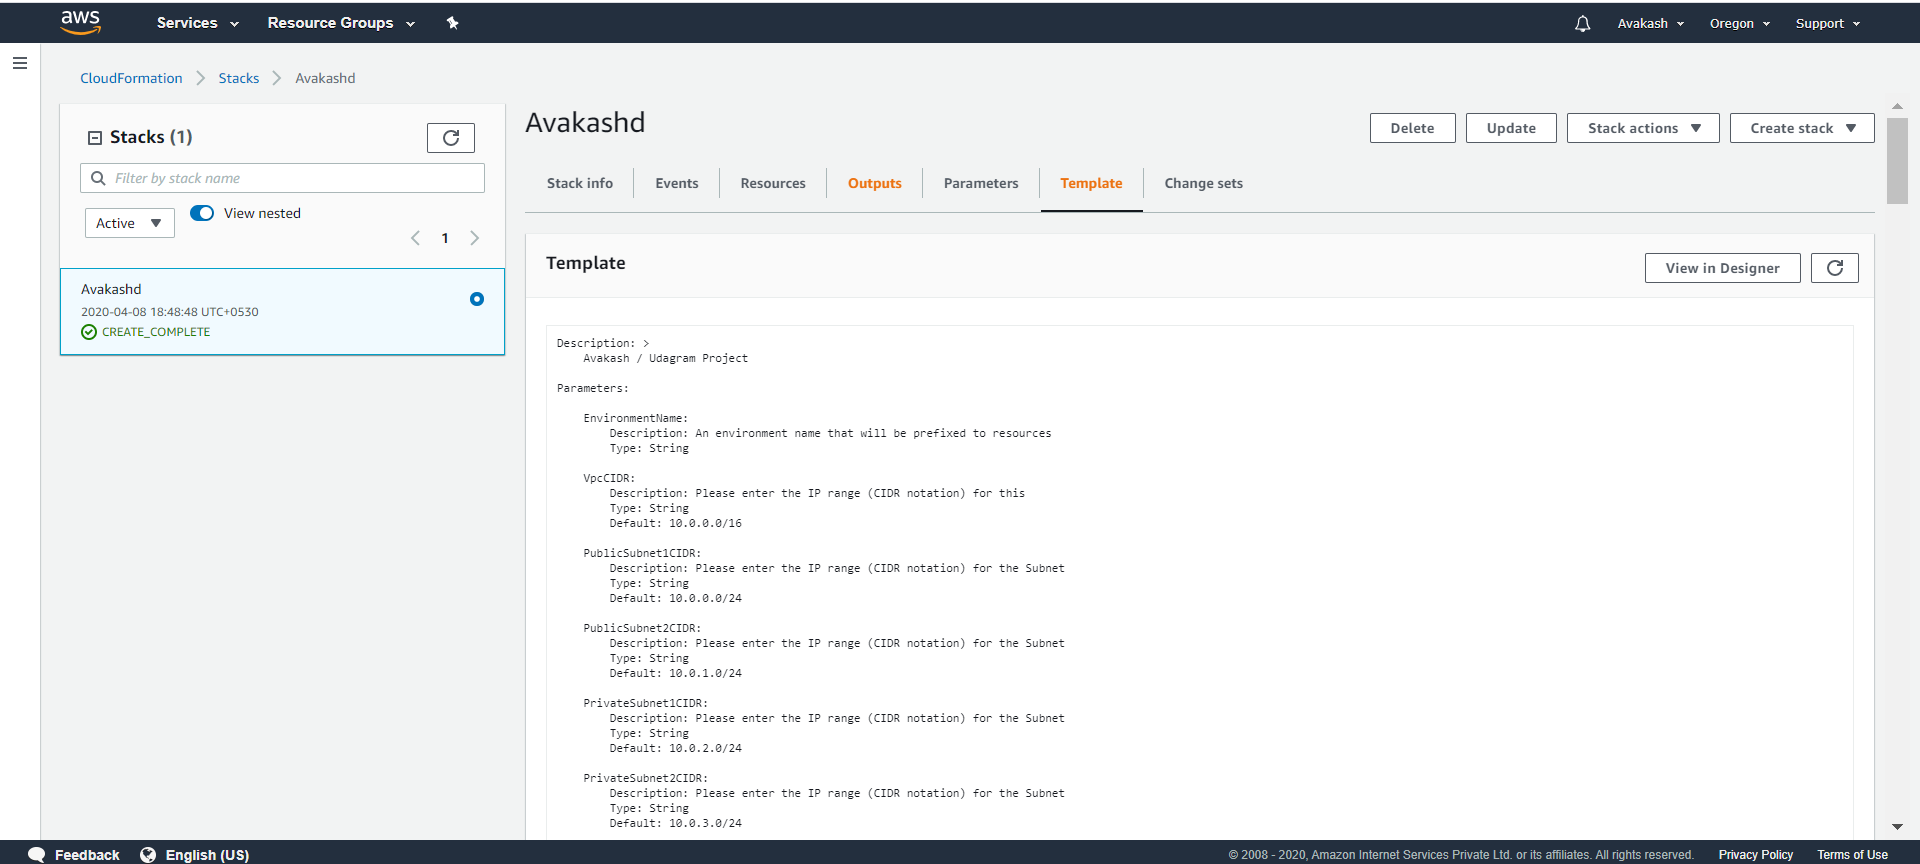 aws Services Resource Groups Avakash Oregon Support
CloudFormation Stacks Avakashd
Stacks (1)
Filter by stack name
Active View nested
1
Avakashd
2020-04-08 18:48:48 UTC+0530
CREATE_COMPLETE
Avakashd
Delete Update Stack actions Create stack
Stack info Events Resources Outputs Parameters Template Change sets
Template
View in Designer
Description: >
Avakash / Udagram Project
Parameters:
EnvironmentName:
Description: An environment name that will be prefixed to resources
Type: String
VpcCIDR:
Description: Please enter the IP range (CIDR notation) for this
Type: String
Default: 10.0.0.0/16
PublicSubnet1CIDR:
Description: Please enter the IP range (CIDR notation) for the Subnet
Type: String
Default: 10.0.0.0/24
PublicSubnet2CIDR:
Description: Please enter the IP range (CIDR notation) for the Subnet
Type: String
Default: 10.0.1.0/24
PrivateSubnet1CIDR:
Description: Please enter the IP range (CIDR notation) for the Subnet
Type: String
Default: 10.0.2.0/24
PrivateSubnet2CIDR:
Description: Please enter the IP range (CIDR notation) for the Subnet
Type: String
Default: 10.0.3.0/24
Feedback English (US) © 2008 - 2020, Amazon Internet Services Private Ltd. or its affiliates. All rights reserved. Privacy Policy Terms of Use